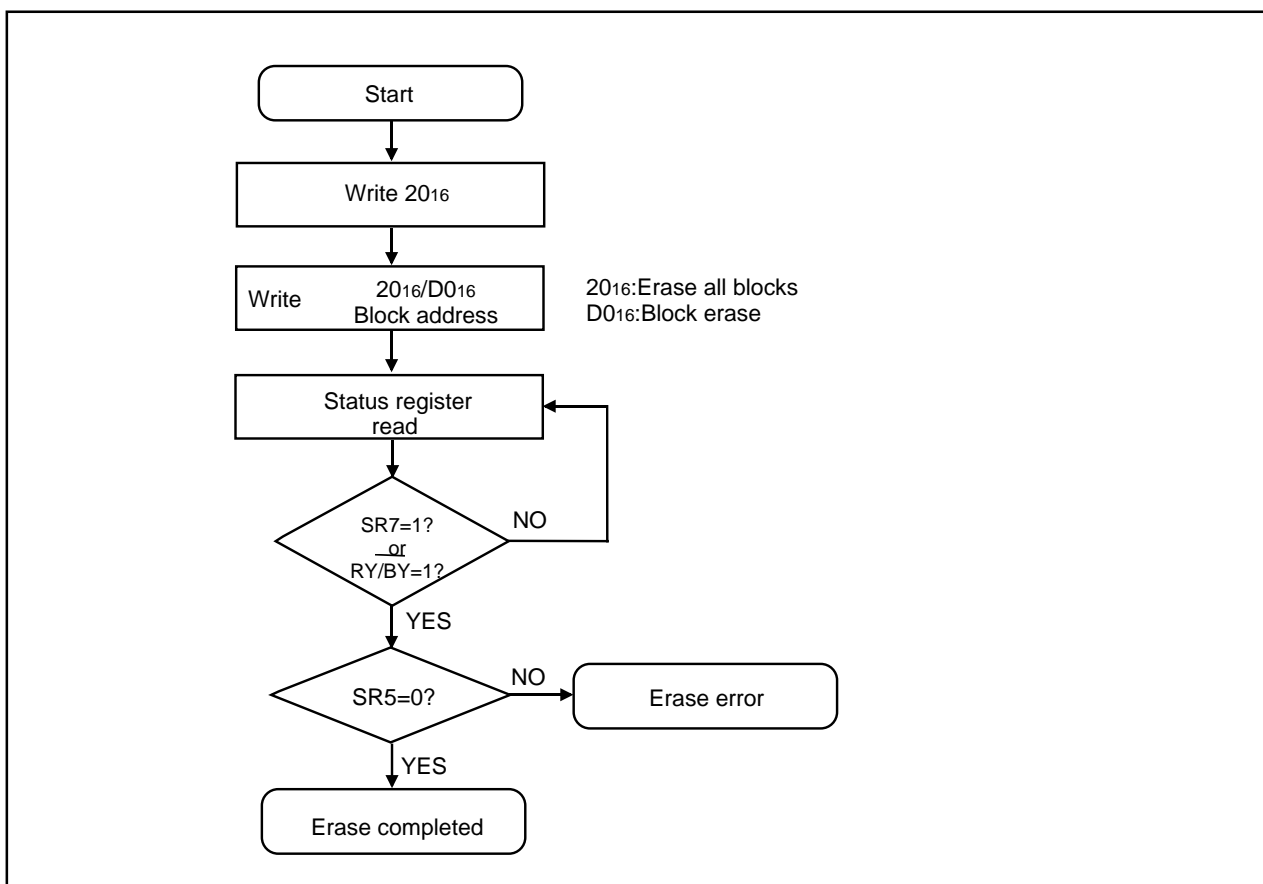 Start
Write 2016
Write 2016/D016
Block address
2016:Erase all blocks
D016:Block erase
Status register
read
SR7=1?
or
RY/BY=1?
NO
YES
SR5=0?
NO
Erase error
YES
Erase completed